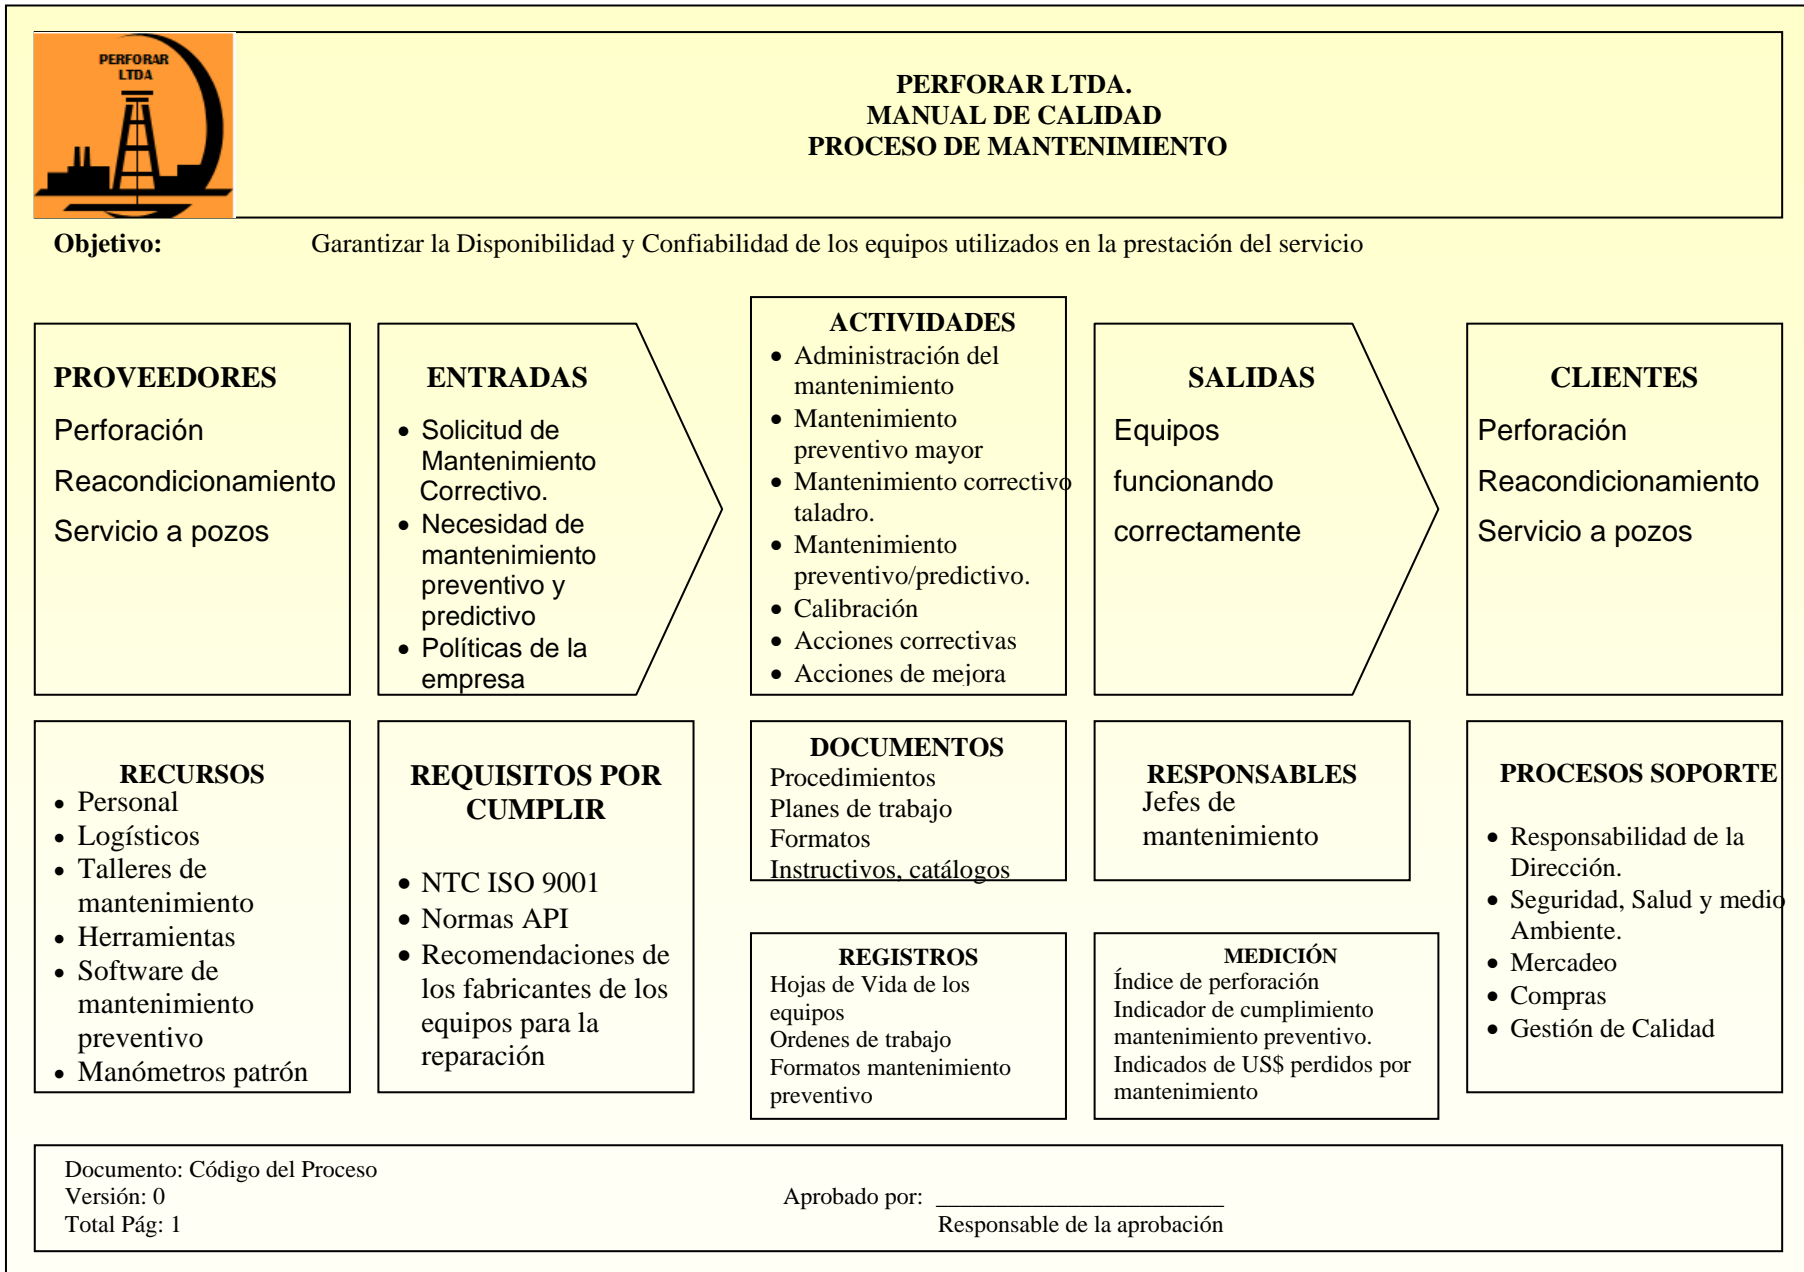 PERFORAR
LTDA
PERFORAR LTDA.
MANUAL DE CALIDAD
PROCESO DE MANTENIMIENTO
Objetivo: Garantizar la Disponibilidad y Confiabilidad de los equipos utilizados en la prestación del servicio
PROVEEDORES
Perforación
Reacondicionamiento
Servicio a pozos
ENTRADAS
• Solicitud de
Mantenimiento
Correctivo.
• Necesidad de
mantenimiento
preventivo y
predictivo
• Políticas de la
empresa
ACTIVIDADES
• Administración del
mantenimiento
• Mantenimiento
preventivo mayor
• Mantenimiento correctivo
taladro.
• Mantenimiento
preventivo/predictivo.
• Calibración
• Acciones correctivas
• Acciones de mejora
SALIDAS
Equipos
funcionando
correctamente
CLIENTES
Perforación
Reacondicionamiento
Servicio a pozos
RECURSOS
• Personal
• Logísticos
• Talleres de
mantenimiento
• Herramientas
• Software de
mantenimiento
preventivo
• Manómetros patrón
REQUISITOS POR
CUMPLIR
• NTC ISO 9001
• Normas API
• Recomendaciones de
los fabricantes de los
equipos para la
reparación
DOCUMENTOS
Procedimientos
Planes de trabajo
Formatos
Instructivos, catálogos
RESPONSABLES
Jefes de
mantenimiento
PROCESOS SOPORTE
• Responsabilidad de la
Dirección.
• Seguridad, Salud y medio
Ambiente.
• Mercadeo
• Compras
• Gestión de Calidad
REGISTROS
Hojas de Vida de los
equipos
Ordenes de trabajo
Formatos mantenimiento
preventivo
MEDICIÓN
Índice de perforación
Indicador de cumplimiento
mantenimiento preventivo.
Indicados de US$ perdidos por
mantenimiento
Documento: Código del Proceso
Versión: 0
Total Pág: 1
Aprobado por: ________________________
Responsable de la aprobación